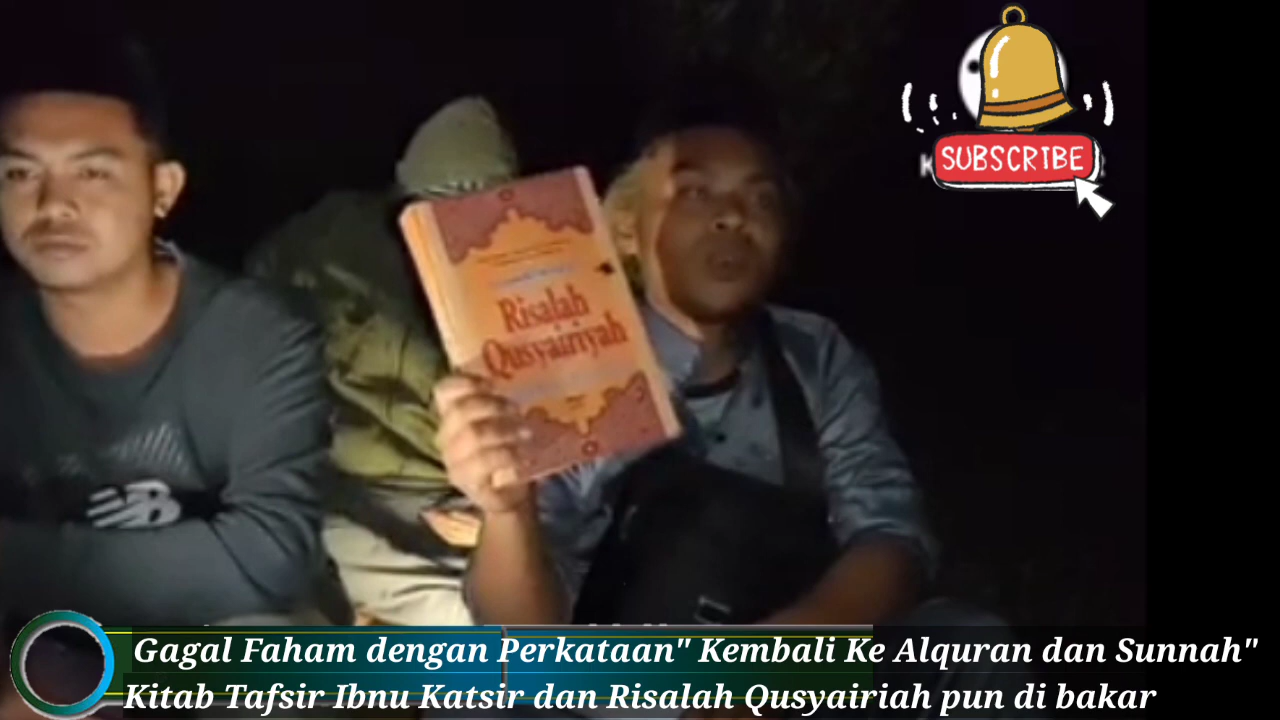 SUBSCRIBE
Risalah
Qusyairiyah
Gagal Faham dengan Perkataan" Kembali Ke Alquran dan Sunnah"
Kitab Tafsir Ibnu Katsir dan Risalah Qusyairiah pun di bakar